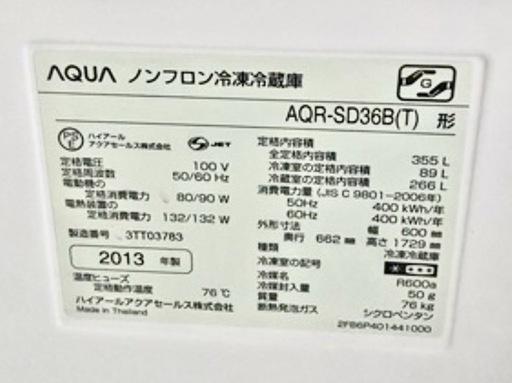 AQUA ノンフロン冷凍冷蔵庫
G
AQR-SD36B(T) 形
PS E ハイアール アクアセールス株式会社 JET
定格電圧 100 V
定格周波数 50/60 Hz
電動機の
定格消費電力 80/90 W
電熱装置の
定格消費電力 132/132 W
製造番号 3TT03783
2013 年製
温度ヒューズ
定格動作温度 76℃
ハイアールアクアセールス株式会社
Made in Thailand
定格内容積
全定格内容積 355 L
冷凍室の定格内容積 89 L
冷蔵室の定格内容積 266 L
消費電力量 (JIS C 9801-2006年)
50Hz 400 kWh/年
60Hz 400 kWh/年
外形寸法 幅 600 ㎜
奥行 662 ㎜ 高さ 1729 ㎜
種類 冷凍冷蔵庫
冷凍室の記号
冷媒名 R600a
冷媒封入量 50 g
質量 76 kg
断熱発泡ガス シクロペンタン
2FB6P401441000